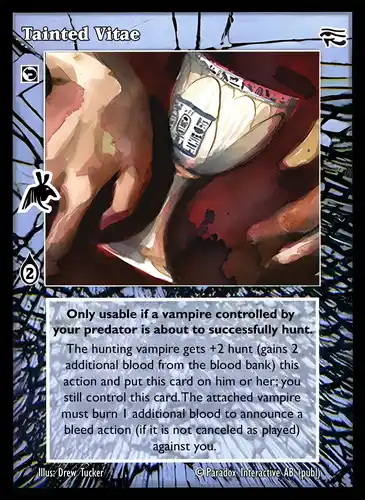 Tainted Vitae
2
Only usable if a vampire controlled by
your predator is about to successfully hunt.
The hunting vampire gets +2 hunt (gains 2
additional blood from the blood bank) this
action and put this card on him or her; you
still control this card. The attached vampire
must burn 1 additional blood to announce a
bleed action (if it is not canceled as played)
against you.
Illus: Drew Tucker © Paradox Interactive AB. (publ)